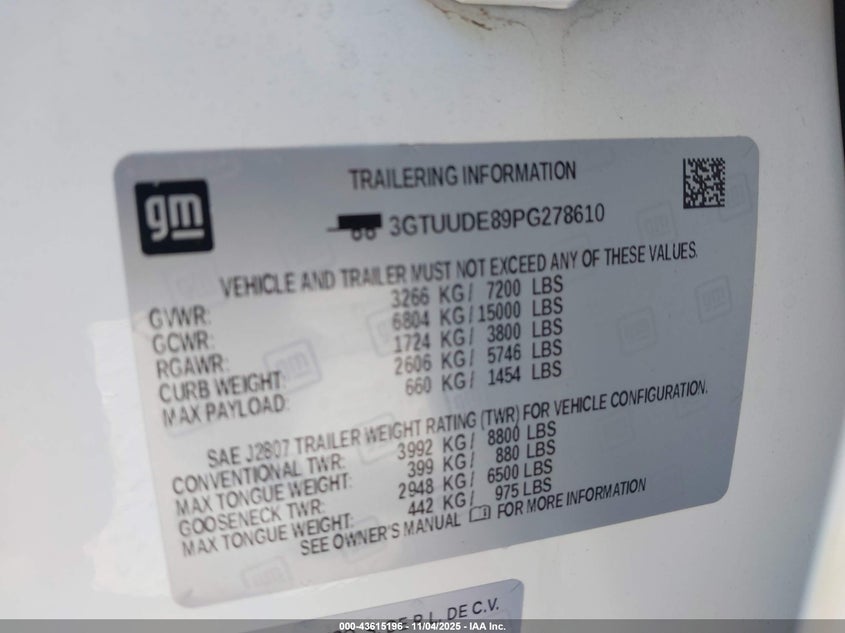 gm
TRAILERING INFORMATION
3GTUUDE89PG278610
VEHICLE AND TRAILER MUST NOT EXCEED ANY OF THESE VALUES.
GVWR: 3266 KG/ 7200 LBS
GCWR: 6804 KG/15000 LBS
RGAWR: 1724 KG/ 3800 LBS
CURB WEIGHT: 2606 KG/ 5746 LBS
MAX PAYLOAD: 660 KG/ 1454 LBS
SAE J2807 TRAILER WEIGHT RATING (TWR) FOR VEHICLE CONFIGURATION.
CONVENTIONAL TWR: 3992 KG/ 8800 LBS
MAX TONGUE WEIGHT: 399 KG/ 880 LBS
GOOSENECK TWR: 2948 KG/ 6500 LBS
MAX TONGUE WEIGHT: 442 KG/ 975 LBS
SEE OWNER'S MANUAL FOR MORE INFORMATION
R.L. DE C.V.
000-43615196 — 11/04/2025 — IAA Inc.